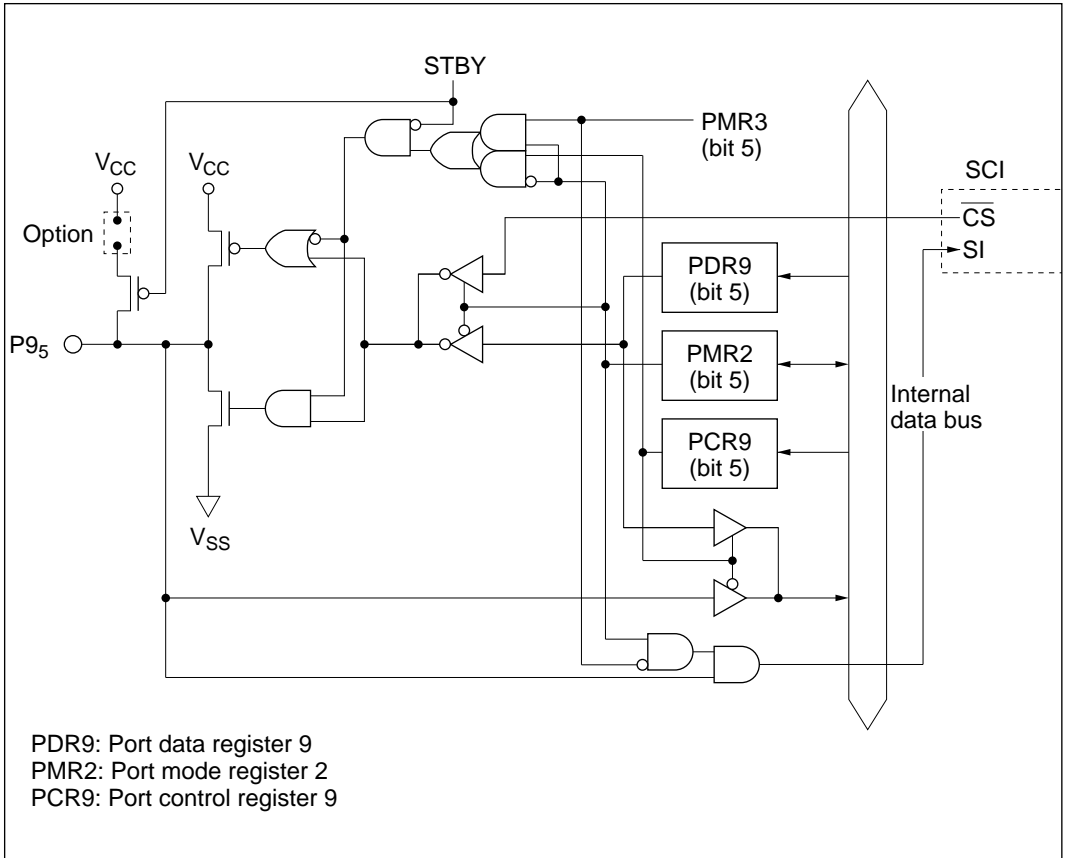 STBY
PMR3
(bit 5)
VCC
VCC
SCI
Option
CS
SI
PDR9
(bit 5)
P95
PMR2
(bit 5)
Internal
data bus
PCR9
(bit 5)
VSS
PDR9: Port data register 9
PMR2: Port mode register 2
PCR9: Port control register 9